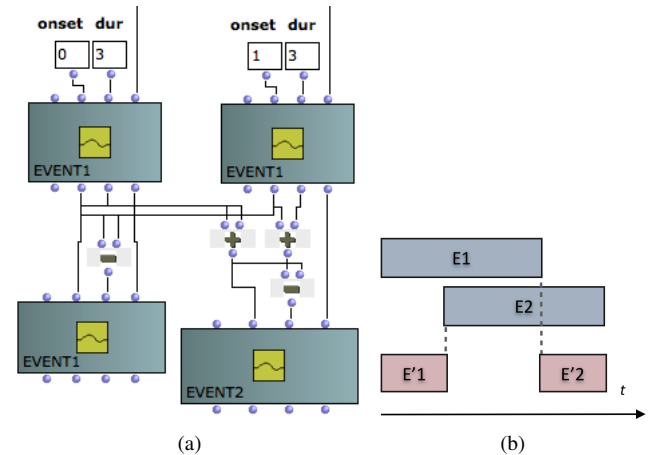 onset dur
0 3
onset dur
1 3
EVENT1
EVENT1
EVENT1
EVENT2
(a)
E1
E2
E'1
E'2
t
(b)